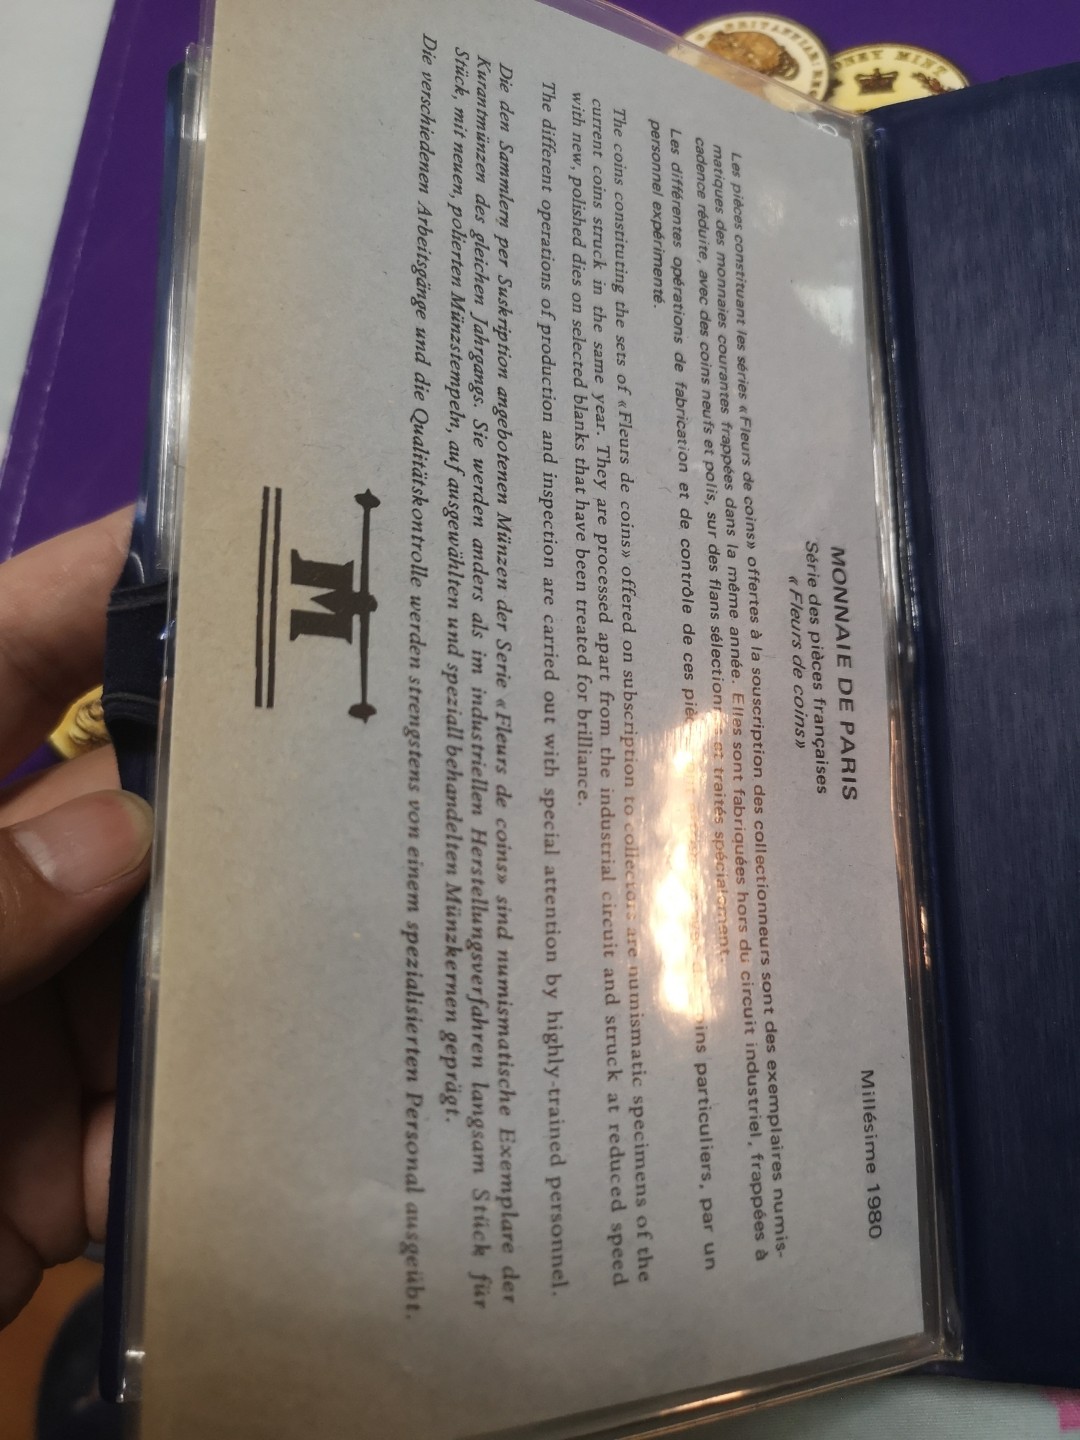 MONNAIE DE PARIS
Millésime 1980
Série des pièces françaises
«Fleurs de coins»
Les pièces constituant les séries «Fleurs de coins» offertes à la souscription des collectionneurs sont des exemplaires numis-
matiques des monnaies courantes frappées dans la même année. Elles sont fabriquées hors du circuit industriel, frappées à
cadence réduite, avec des coins neufs et polis, sur des flans sélectionnés et traités spécialement.
Les différentes opérations de fabrication et de contrôle de ces particuliers, par un
personnel expérimenté.
The coins constituting the sets of «Fleurs de coins» offered on subscription to collectors are numismatic specimens of the
current coins struck in the same year. They are processed apart from the industrial circuit and struck at reduced speed
with new, polished dies on selected blanks that have been treated for brilliance.
The different operations of production and inspection are carried out with special attention by highly-trained personnel.
Die den Sammlern per Suskription angebotenen Münzen der Serie «Fleurs de coins» sind numismatische Exemplare der
Kurantmünzen des gleichen Jahrgangs. Sie werden anders als im industriellen Herstellungsverfahren langsam Stück für
Stück, mit neuen, polierten Münzstempeln, auf ausgewählten und speziall behandelten Münzkernen geprägt.
Die verschiedenen Arbeitsgänge und die Qualitätskontrolle werden strengstens von einem spezialisierten Personal ausgeübt.
M
MINT